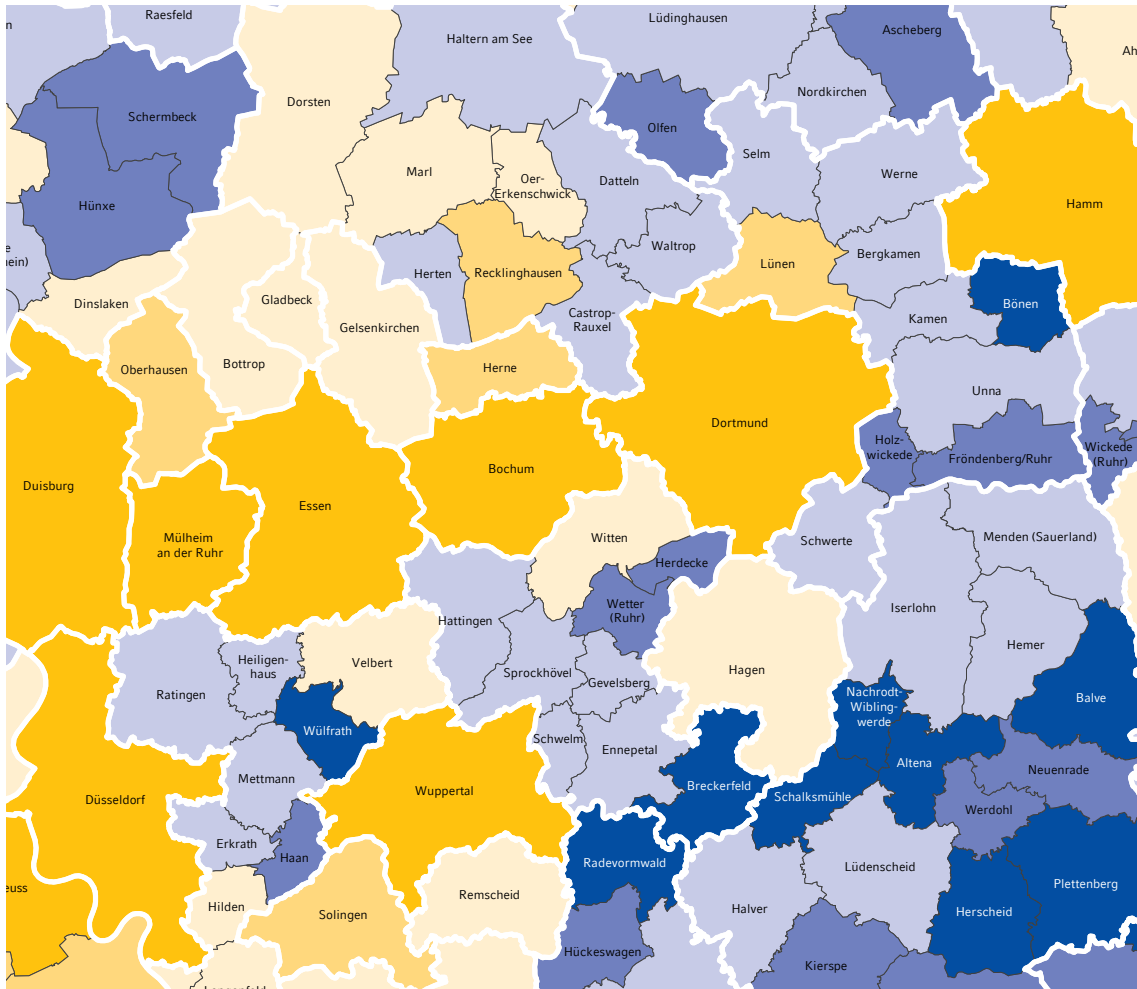 Raesfeld
Lüdinghausen
Ascheberg
Haltern am See
Ah
n
Dorsten
Nordkirchen
Schermbeck
Olfen
Selm
Marl
Oer-
Erkenschwick
Datteln
Werne
Hünxe
Hamm
Waltrop
Bergkamen
e
ein)
Herten
Recklinghausen
Lünen
Dinslaken
Gladbeck
Bönen
Gelsenkirchen
Castrop-
Rauxel
Kamen
Oberhausen
Bottrop
Herne
Unna
Dortmund
Holz-
wickede
Wickede
(Ruhr)
Fröndenberg/Ruhr
Bochum
Duisburg
Essen
Mülheim
an der Ruhr
Witten
Schwerte
Menden (Sauerland)
Herdecke
Wetter
(Ruhr)
Iserlohn
Hattingen
Hemer
Heiligen-
haus
Velbert
Sprockhövel
Hagen
Gevelsberg
Ratingen
Nachrodt-
Wibling-
werde
Balve
Wülfrath
Schwelm
Ennepetal
Altena
Neuenrade
Mettmann
Breckerfeld
Düsseldorf
Wuppertal
Schalksmühle
Werdohl
Erkrath
Haan
Radevormwald
Lüdenscheid
euss
Plettenberg
Remscheid
Hilden
Solingen
Halver
Herscheid
Hückeswagen
Kierspe